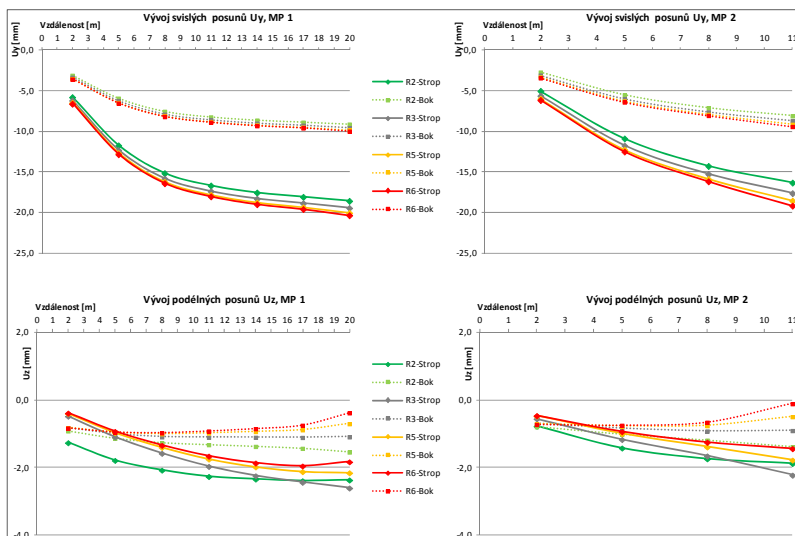 Vývoj svislých posunů Uy, MP 1
Vzdálenost [m]
0 1 2 3 4 5 6 7 8 9 10 11 12 13 14 15 16 17 18 19 20
Uy [mm]
0,0
-5,0
-10,0
-15,0
-20,0
-25,0
R2-Strop
R2-Bok
R3-Strop
R3-Bok
R5-Strop
R5-Bok
R6-Strop
R6-Bok
Vývoj svislých posunů Uy, MP 2
Vzdálenost [m]
0 1 2 3 4 5 6 7 8 9 10 11
Uy [mm]
0,0
-5,0
-10,0
-15,0
-20,0
-25,0
Vývoj podélných posunů Uz, MP 1
Vzdálenost [m]
0 1 2 3 4 5 6 7 8 9 10 11 12 13 14 15 16 17 18 19 20
Uz [mm]
2,0
0,0
-2,0
-4,0
R2-Strop
R2-Bok
R3-Strop
R3-Bok
R5-Strop
R5-Bok
R6-Strop
R6-Bok
Vývoj podélných posunů Uz, MP 2
Vzdálenost [m]
0 1 2 3 4 5 6 7 8 9 10 11
Uz [mm]
2,0
0,0
-2,0
-4,0